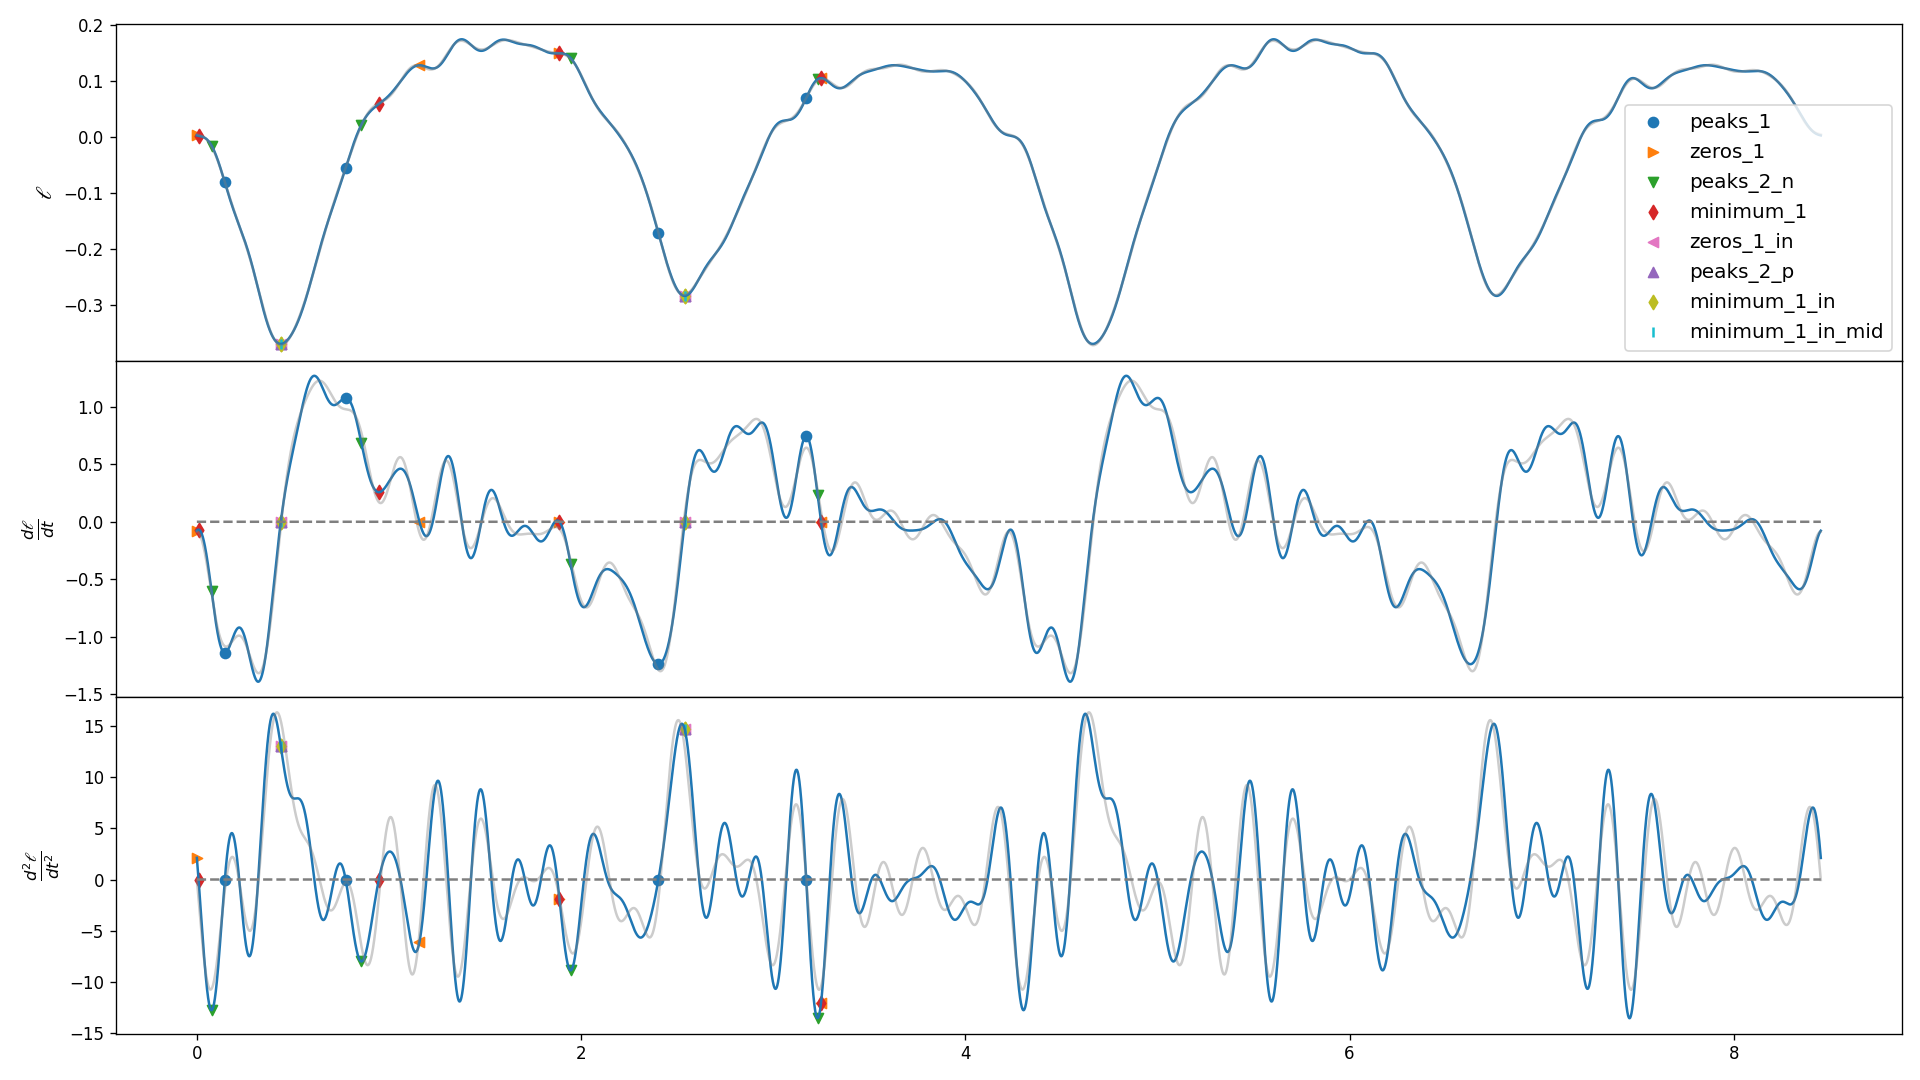 0.2
0.1
0.0
−0.1
−0.2
−0.3
ℓ
peaks_1
zeros_1
peaks_2_n
minimum_1
zeros_1_in
peaks_2_p
minimum_1_in
minimum_1_in_mid
1.0
0.5
0.0
−0.5
−1.0
−1.5
dℓ/dt
15
10
5
0
−5
−10
−15
d²ℓ/dt²
0 2 4 6 8